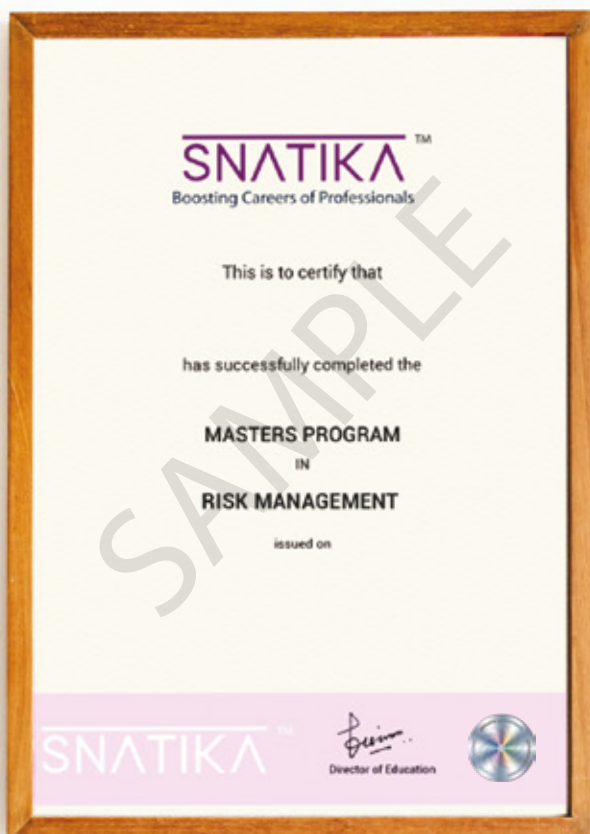 SNATIKA TM
Boosting Careers of Professionals
This is to certify that
has successfully completed the
MASTERS PROGRAM
IN
RISK MANAGEMENT
issued on
SAMPLE
SNATIKA TM
Director of Education